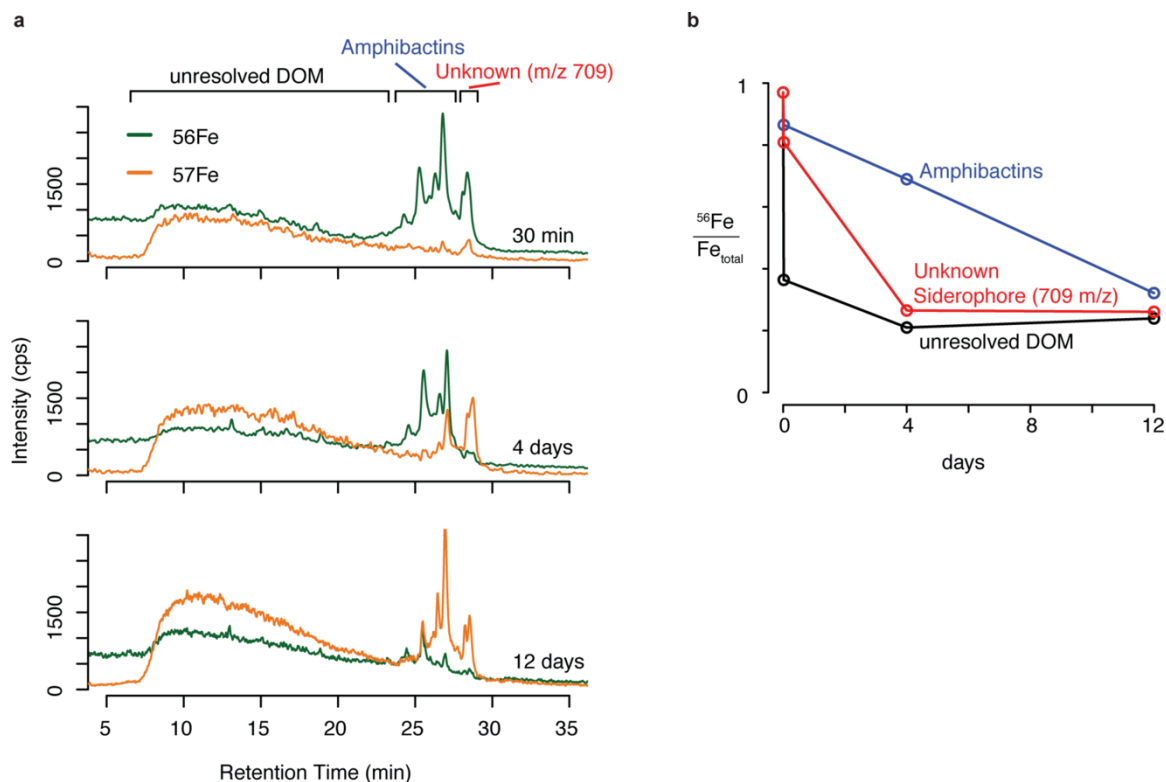 a
Amphibactins
unresolved DOM
Unknown (m/z 709)
56Fe
57Fe
1500
0
30 min
Intensity (cps)
1500
0
4 days
1500
0
12 days
5 10 15 20 25 30 35
Retention Time (min)
b
1
56Fe
Fetotal
0
Amphibactins
Unknown
Siderophore (709 m/z)
unresolved DOM
0 4 8 12
days